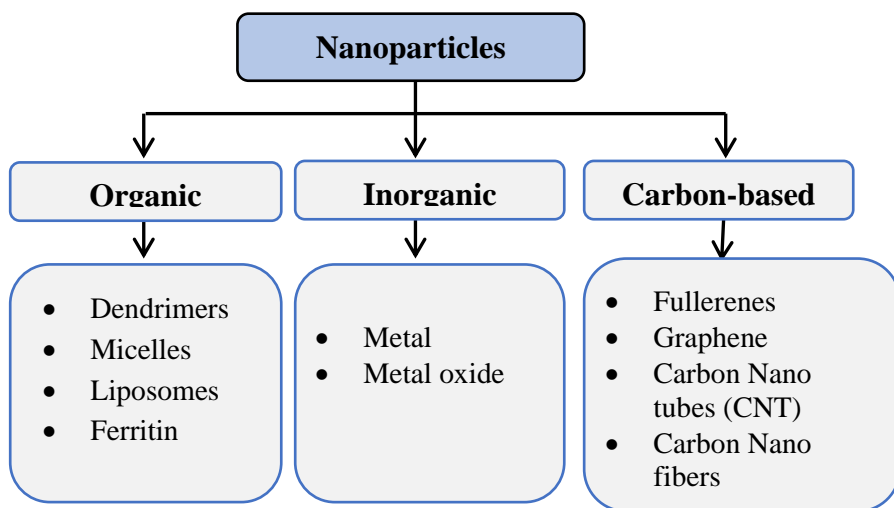 Nanoparticles
Organic
Inorganic
Carbon-based
• Dendrimers
• Micelles
• Liposomes
• Ferritin
• Metal
• Metal oxide
• Fullerenes
• Graphene
• Carbon Nano
tubes (CNT)
• Carbon Nano
fibers